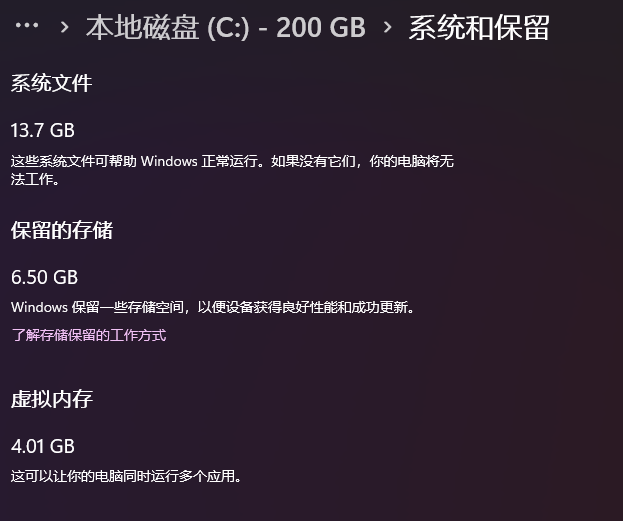 ··· > 本地磁盘 (C:) - 200 GB > 系统和保留
系统文件
13.7 GB
这些系统文件可帮助 Windows 正常运行。如果没有它们，你的电脑将无
法工作。
保留的存储
6.50 GB
Windows 保留一些存储空间，以便设备获得良好性能和成功更新。
了解存储保留的工作方式
虚拟内存
4.01 GB
这可以让你的电脑同时运行多个应用。